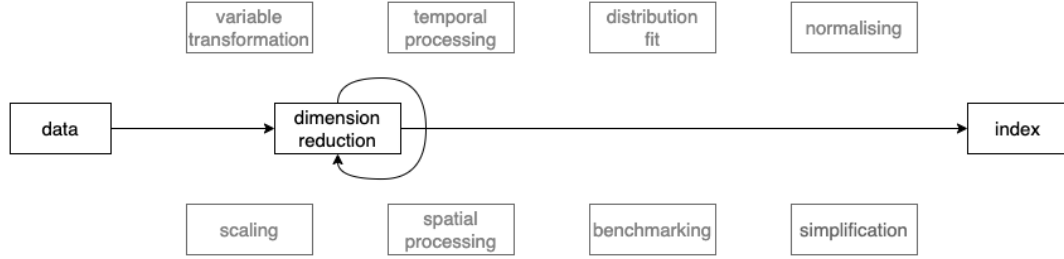 variable
transformation
temporal
processing
distribution
fit
normalising
data
dimension
reduction
index
scaling
spatial
processing
benchmarking
simplification